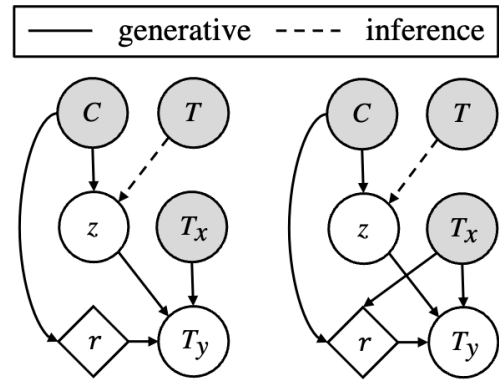 generative inference
C T C T
z T_x z T_x
r T_y r T_y